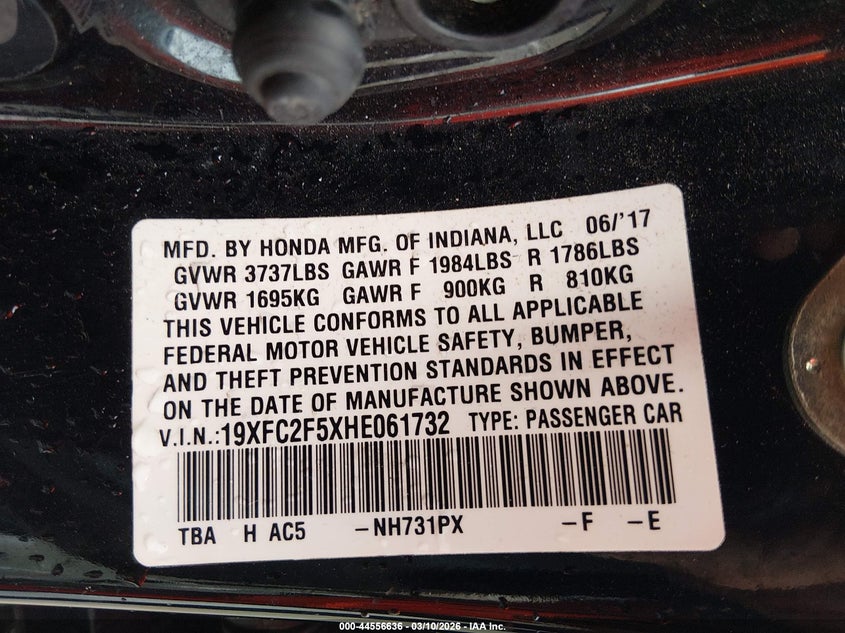 MFD. BY HONDA MFG. OF INDIANA, LLC 06/'17
GVWR 3737LBS GAWR F 1984LBS R 1786LBS
GVWR 1695KG GAWR F 900KG R 810KG
THIS VEHICLE CONFORMS TO ALL APPLICABLE
FEDERAL MOTOR VEHICLE SAFETY, BUMPER,
AND THEFT PREVENTION STANDARDS IN EFFECT
ON THE DATE OF MANUFACTURE SHOWN ABOVE.
V.I.N.:19XFC2F5XHE061732 TYPE: PASSENGER CAR
TBA H AC5 -NH731PX -F -E
000-44556636 - 03/10/2026 - IAA Inc.